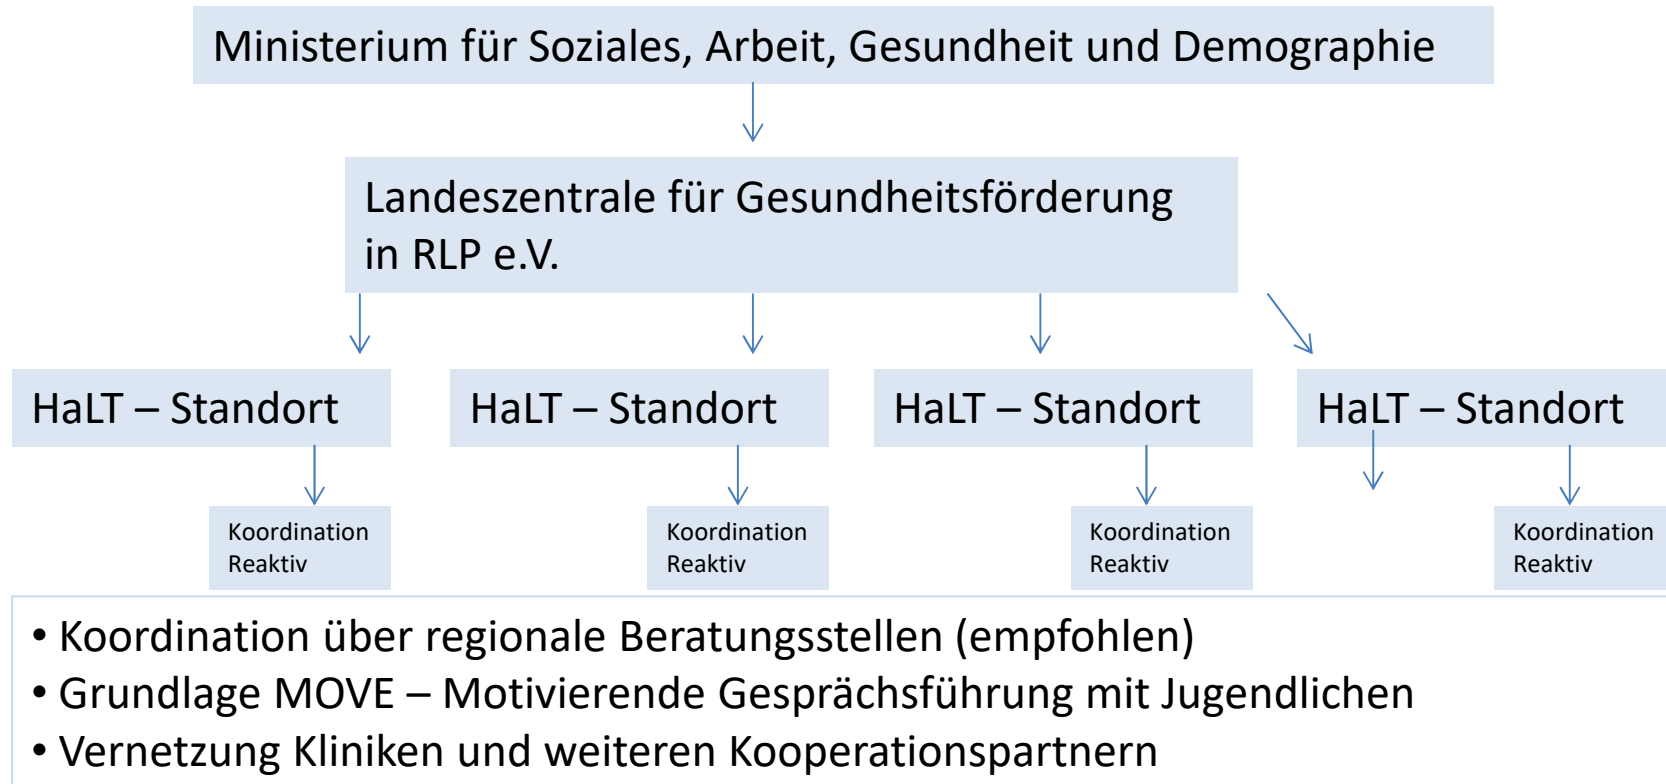 Ministerium für Soziales, Arbeit, Gesundheit und Demographie
Landeszentrale für Gesundheitsförderung
in RLP e.V.
HaLT – Standort
HaLT – Standort
HaLT – Standort
HaLT – Standort
Koordination
Reaktiv
Koordination
Reaktiv
Koordination
Reaktiv
Koordination
Reaktiv
• Koordination über regionale Beratungsstellen (empfohlen)
• Grundlage MOVE – Motivierende Gesprächsführung mit Jugendlichen
• Vernetzung Kliniken und weiteren Kooperationspartnern